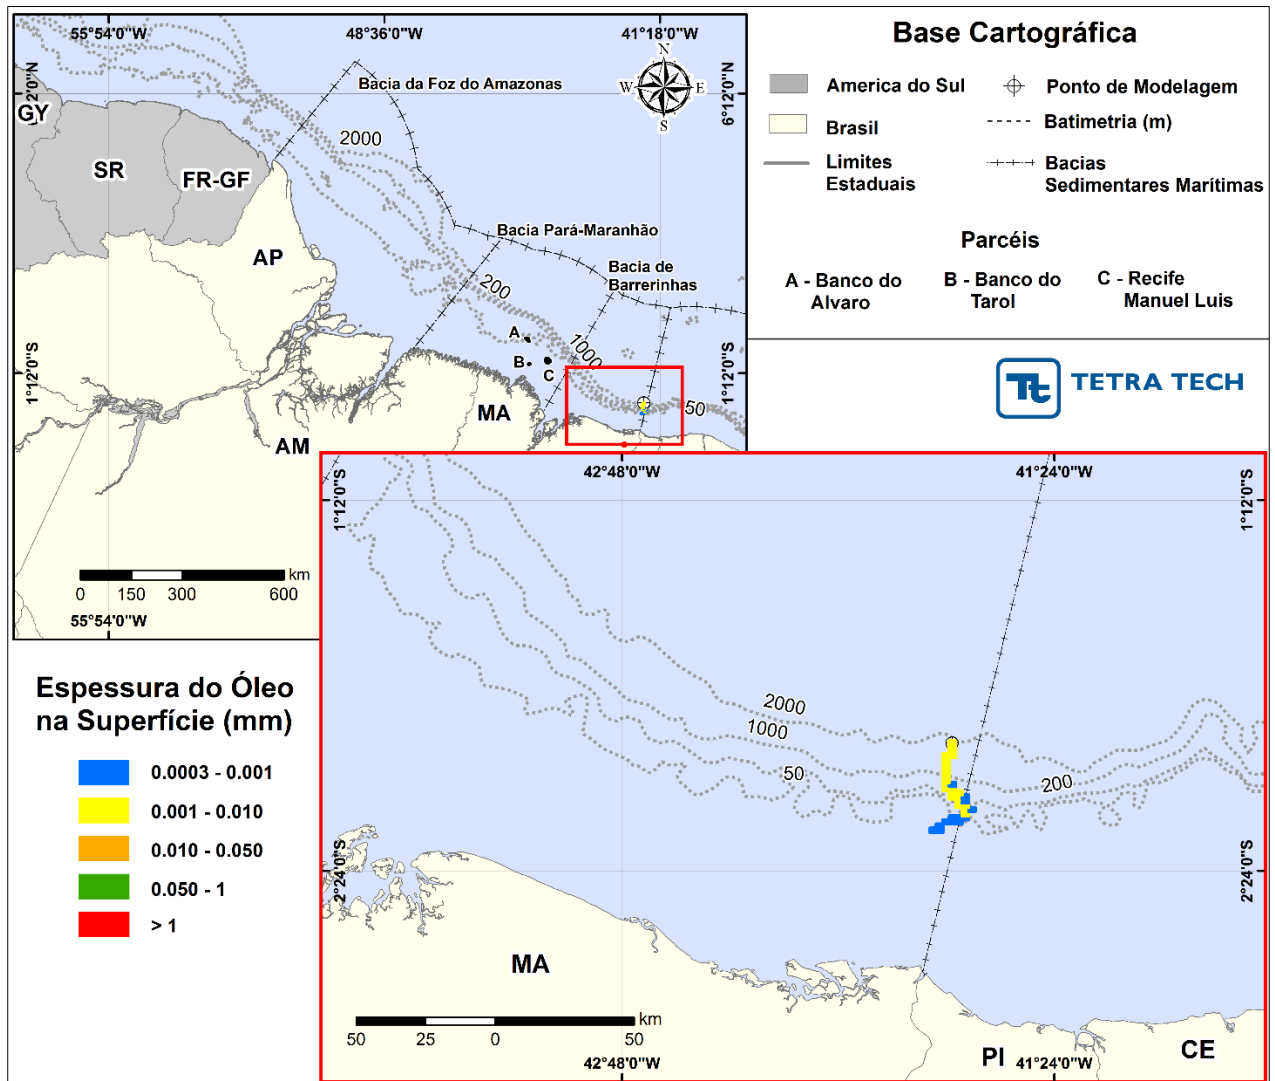 55°54'0"W
48°36'0"W
41°18'0"W
N
W
E
S
6°12'0"N
2°0"N
Bacia da Foz do Amazonas
GY
SR
FR-GF
2000
AP
Bacia Pará-Maranhão
Bacia de
Barrerinhas
200
A
B
C
1000
50
1°12'0"S
1°12'0"S
MA
AM
km
0
150
300
600
55°54'0"W
Base Cartográfica
America do Sul
Ponto de Modelagem
Brasil
Batimetria (m)
Limites
Estaduais
Bacias
Sedimentares Marítimas
Parcéis
A - Banco do
Alvaro
B - Banco do
Tarol
C - Recife
Manuel Luis
Tt
TETRA TECH
42°48'0"W
41°24'0"W
1°12'0"S
1°12'0"S
2000
1000
50
200
2°24'0"S
2°24'0"S
MA
PI
CE
km
50
25
0
50
42°48'0"W
41°24'0"W
Espessura do Óleo
na Superfície (mm)
0.0003 - 0.001
0.001 - 0.010
0.010 - 0.050
0.050 - 1
> 1